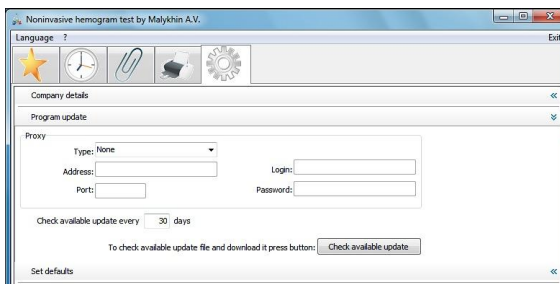 Noninvasive hemogram test by Malykhin A.V.
Language ? Exit
Company details
Program update
Proxy
Type: None
Address: Login:
Port: Password:
Check available update every 30 days
To check available update file and download it press button: Check available update
Set defaults